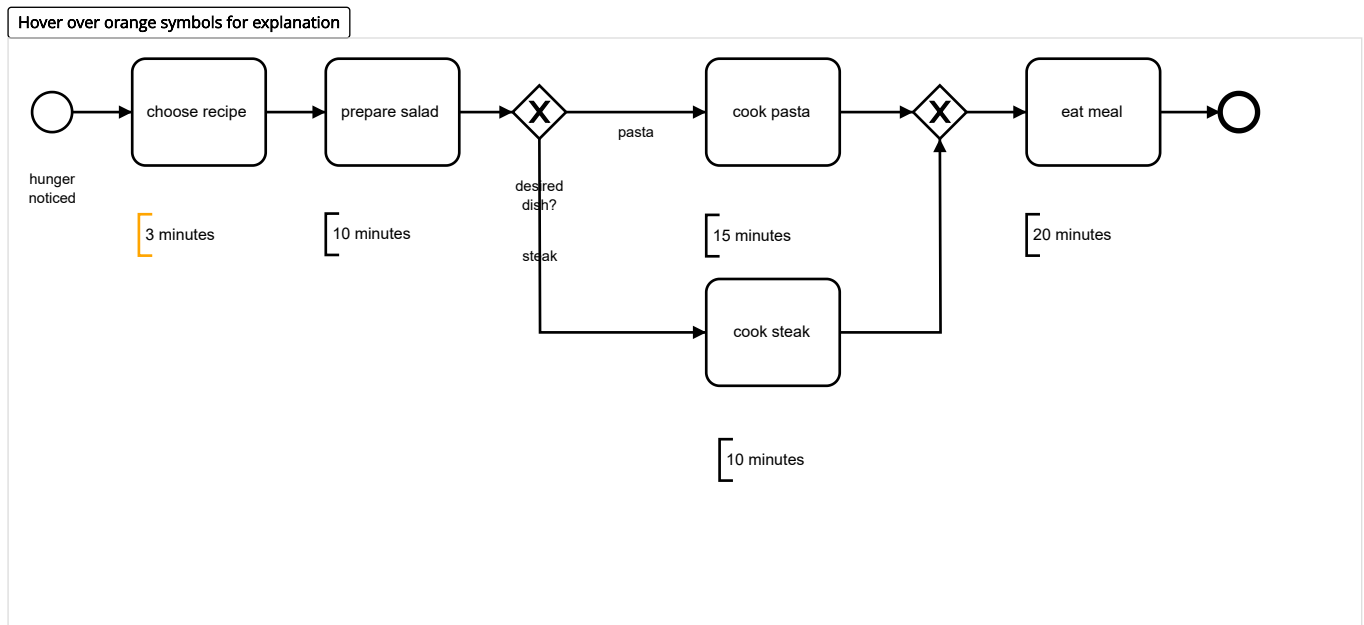 Hover over orange symbols for explanation
choose recipe
prepare salad
X
cook pasta
X
eat meal
pasta
hunger
noticed
desired
dish?
3 minutes
10 minutes
15 minutes
20 minutes
steak
cook steak
10 minutes